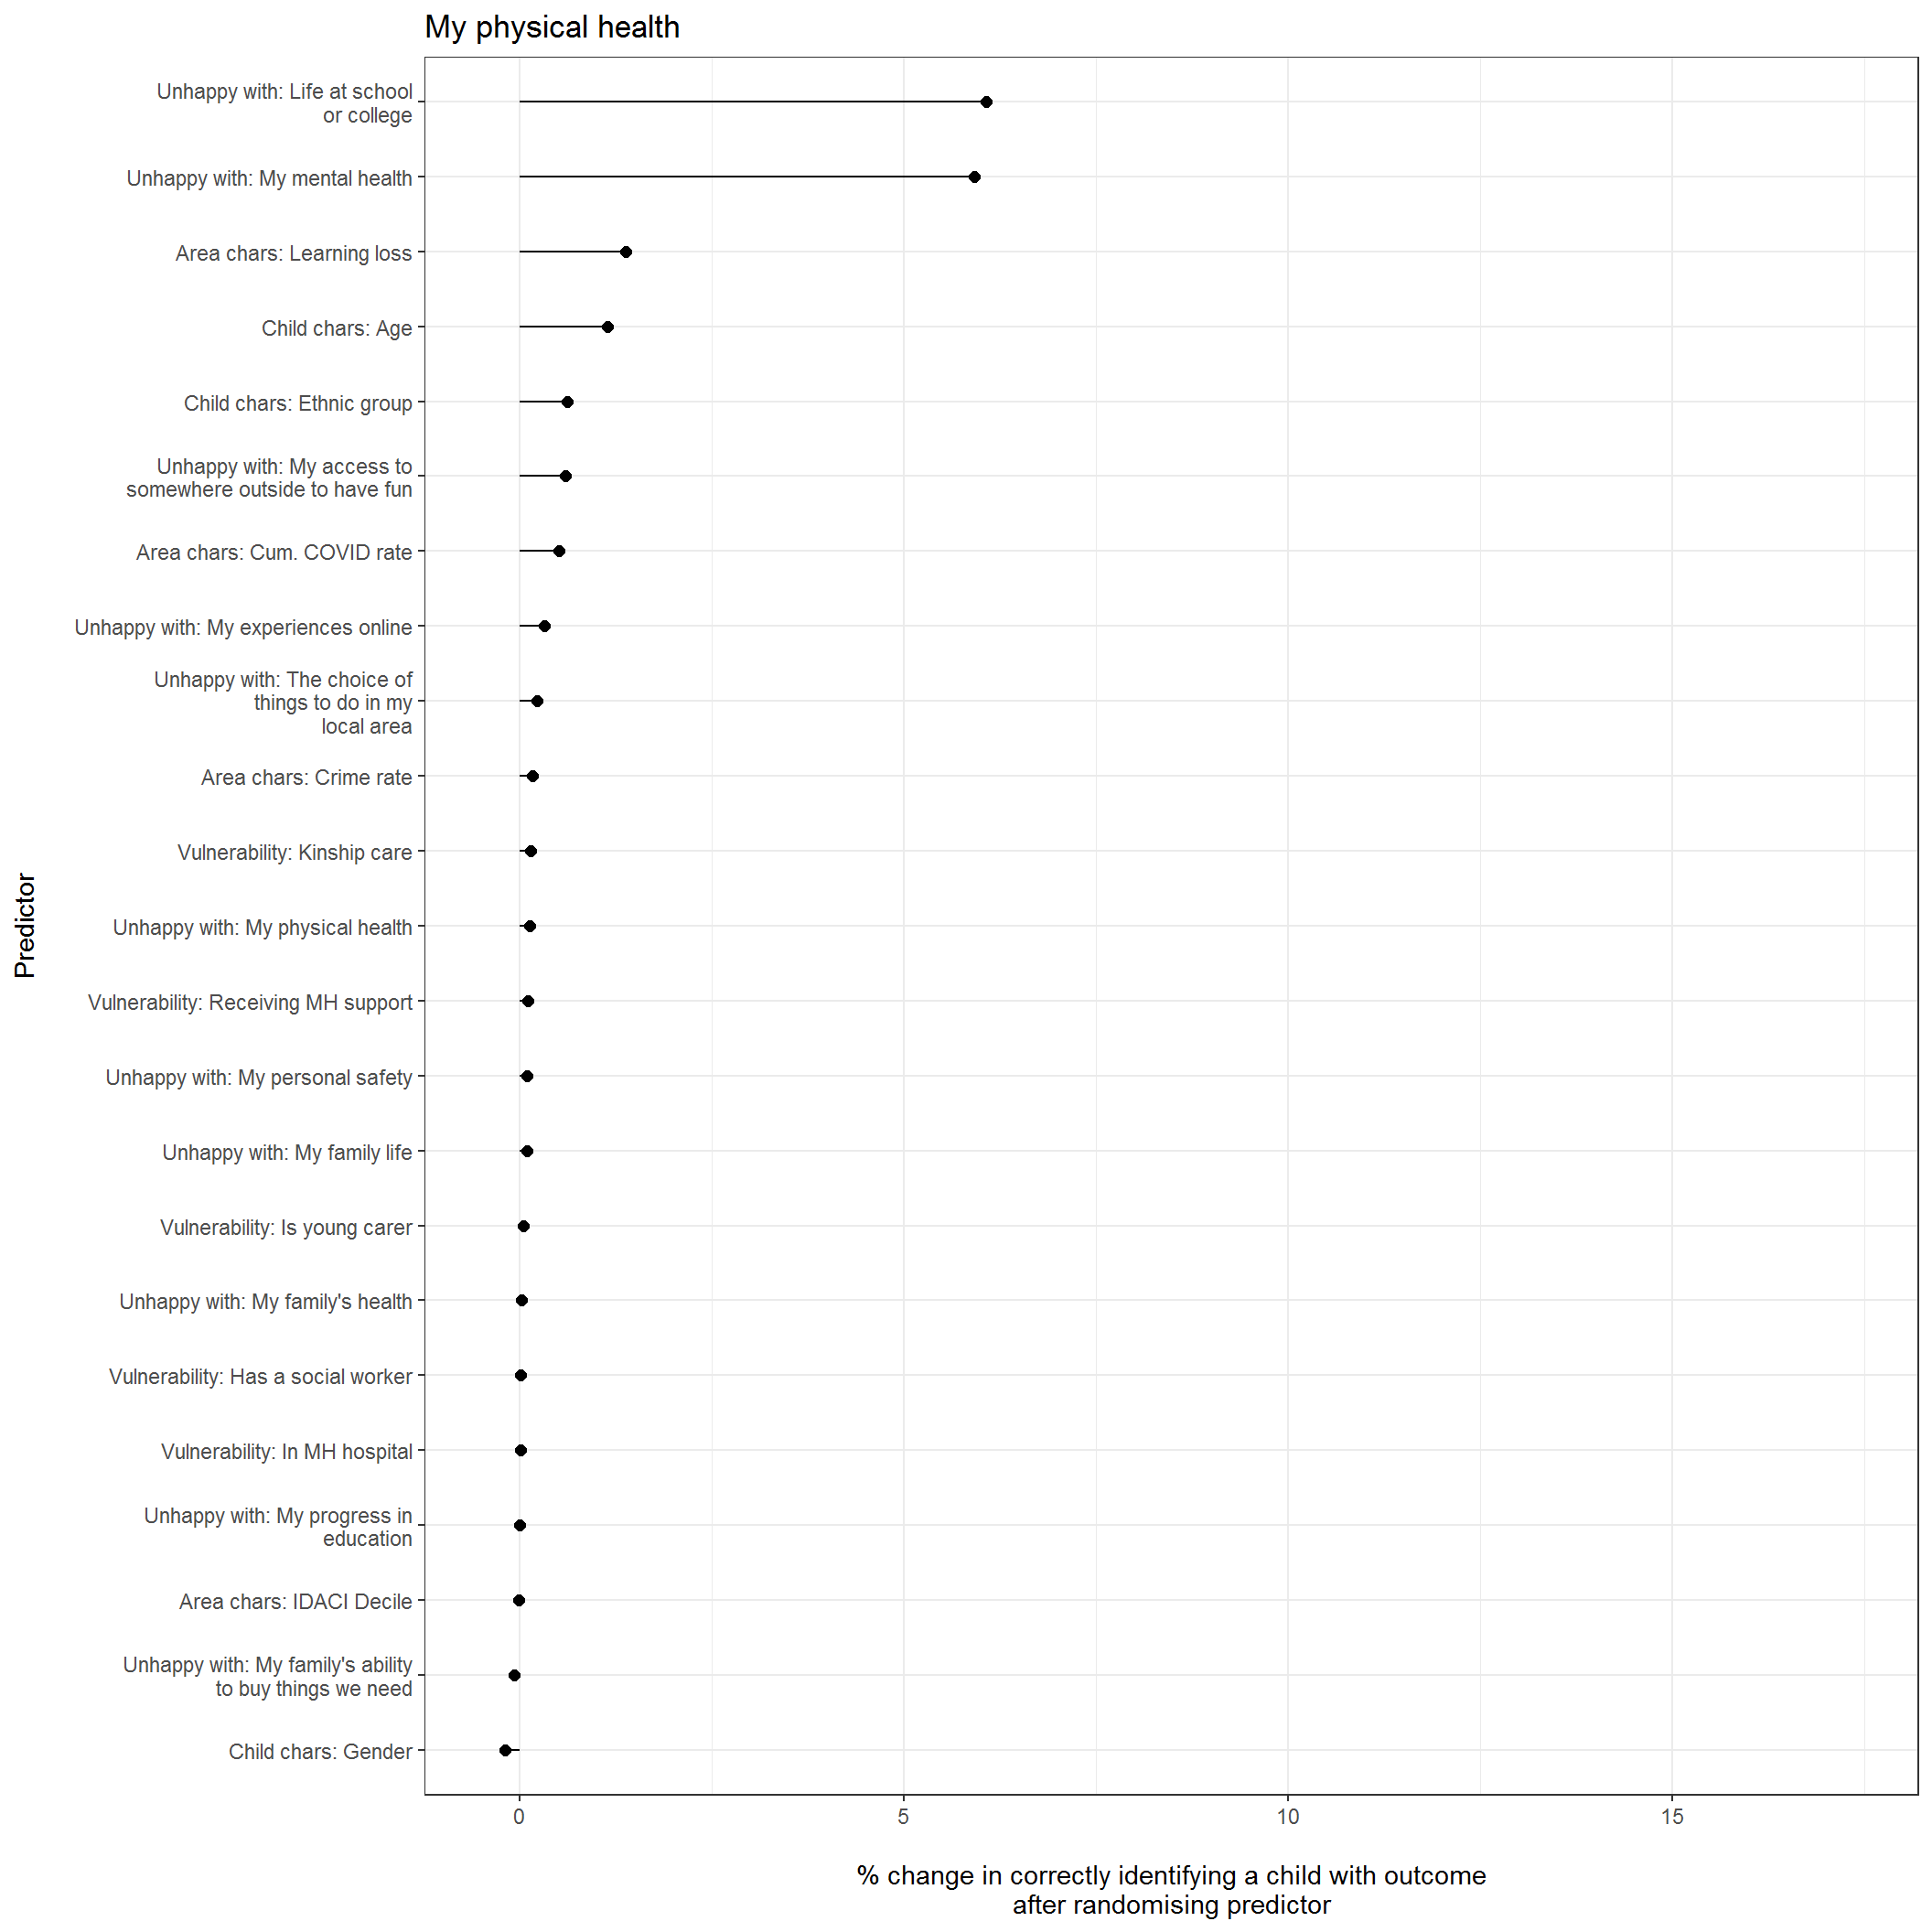 My physical health
Unhappy with: Life at school
or college
Unhappy with: My mental health
Area chars: Learning loss
Child chars: Age
Child chars: Ethnic group
Unhappy with: My access to
somewhere outside to have fun
Area chars: Cum. COVID rate
Unhappy with: My experiences online
Unhappy with: The choice of
things to do in my
local area
Area chars: Crime rate
Vulnerability: Kinship care
Unhappy with: My physical health
Vulnerability: Receiving MH support
Unhappy with: My personal safety
Unhappy with: My family life
Vulnerability: Is young carer
Unhappy with: My family's health
Vulnerability: Has a social worker
Vulnerability: In MH hospital
Unhappy with: My progress in
education
Area chars: IDACI Decile
Unhappy with: My family's ability
to buy things we need
Child chars: Gender
Predictor
0 5 10 15
% change in correctly identifying a child with outcome
after randomising predictor